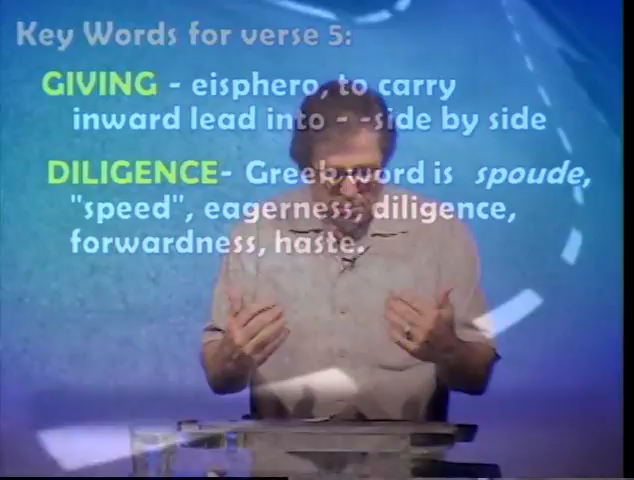 Key Words for verse 5:
GIVING - eisphero, to carry
inward lead into - -side by side
DILIGENCE- Greek word is spoude,
"speed", eagerness, diligence,
forwardness, haste.